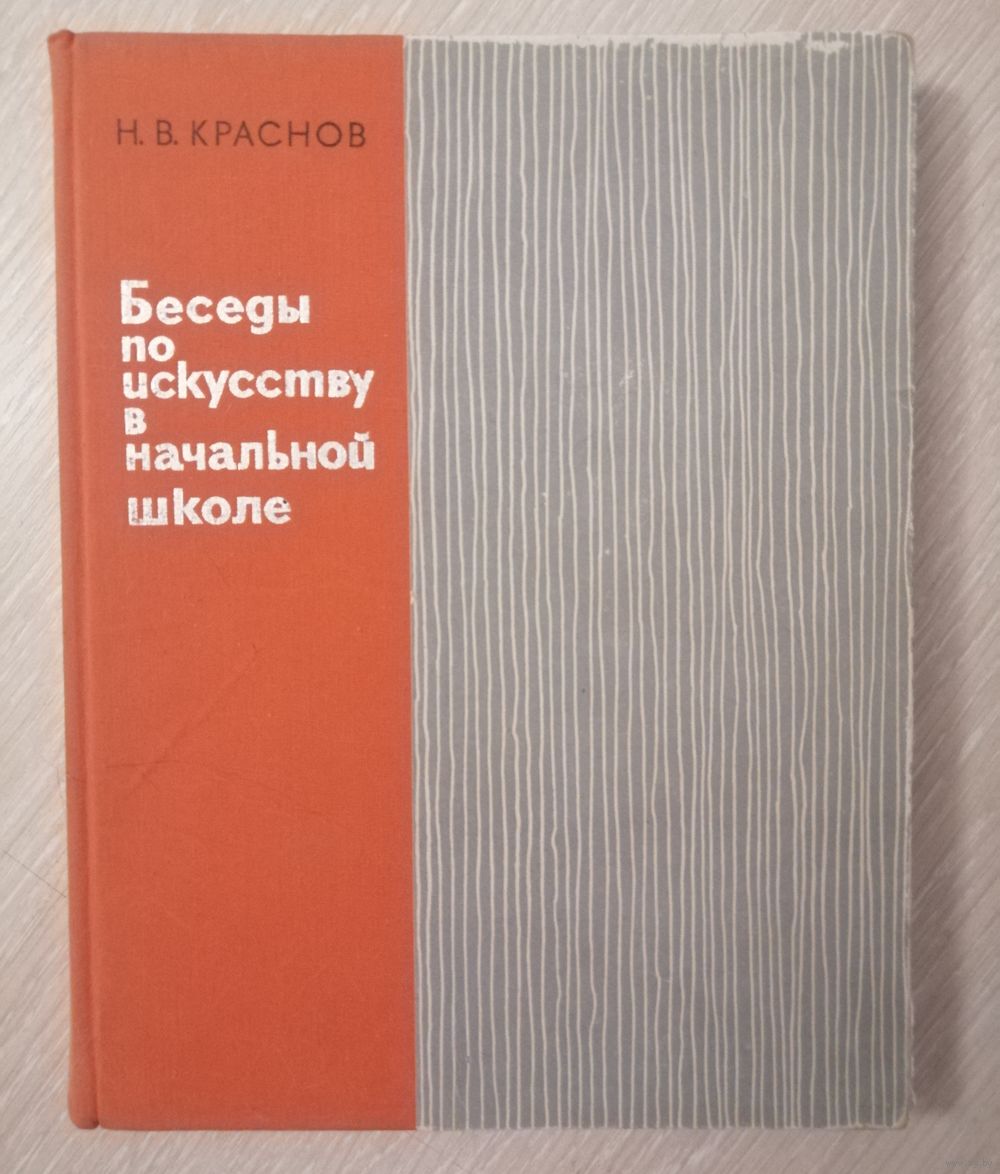 Н. В. КРАСНОВ
Беседы
по
искусству
в
начальной
школе